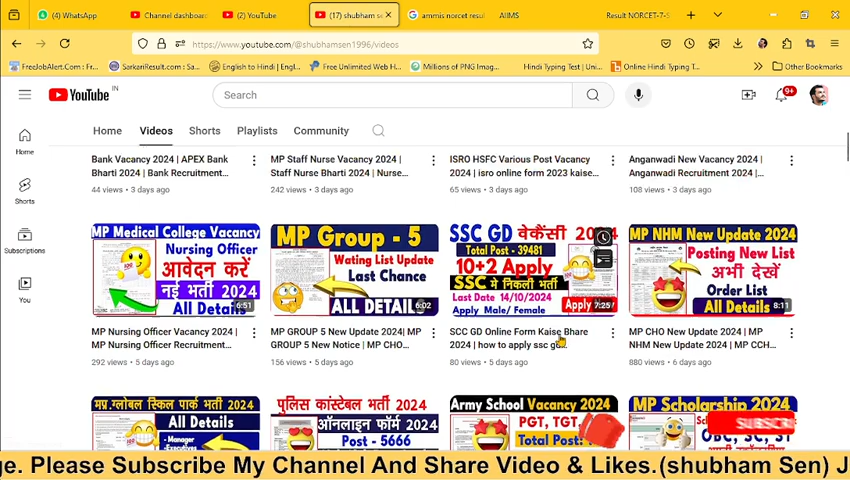 (4) WhatsApp
Channel dashboar
(2) YouTube
(17) shubham sen
ammis norcet resul
AIIMS
Result NORCET-7-S
https://www.youtube.com/@shubhamsen1996/videos
FreeJobAlert.Com : Fr...
SarkariResult.com : Sa...
English to Hindi | Engl...
Free Unlimited Web H...
Millions of PNG Imag...
Hindi Typing Test | Uni...
Online Hindi Typing T...
Other Bookmarks
YouTube IN
Search
9+
Home
Videos
Shorts
Playlists
Community
Home
Shorts
Subscriptions
You
Bank Vacancy 2024 | APEX Bank
Bharti 2024 | Bank Recruitment...
44 views • 3 days ago
MP Staff Nurse Vacancy 2024 |
Staff Nurse Bharti 2024 | Nurse...
242 views • 3 days ago
ISRO HSFC Various Post Vacancy
2024 | isro online form 2023 kaise...
65 views • 3 days ago
Anganwadi New Vacancy 2024 |
Anganwadi Recruitment 2024 |...
108 views • 3 days ago
MP Medical College Vacancy
Nursing Officer
आवेदन करें
नई भर्ती 2024
All Details
6:51
MP Nursing Officer Vacancy 2024 |
MP Nursing Officer Recruitment...
292 views • 5 days ago
MP Group - 5
Wating List Update
Last Chance
ALL DETAILS
6:02
MP GROUP 5 New Update 2024| MP
GROUP 5 New Notice | MP CHO...
156 views • 5 days ago
SSC GD वेकैंसी 2024
Total Post - 39481
10+2 Apply
SSC मे निकली भर्ती
Last Date 14/10/2024
Apply Male/ Female
Apply
7:25
SCC GD Online Form Kaise Bhare
2024 | how to apply ssc gd...
80 views • 5 days ago
MP NHM New Update 2024
Posting New List
अभी देखें
Order List
All Details
8:11
MP CHO New Update 2024 | MP
NHM New Update 2024 | MP CCH...
880 views • 6 days ago
मप्र ग्लोबल स्किल पार्क भर्ती 2024
All Details
- Manager
पुलिस कांस्टेबल भर्ती 2024
ऑनलाइन फॉर्म 2024
Post - 5666
Army School Vacancy 2024
PGT, TGT,
Total Post:
MP Scholarship 2024
OBC, SC, ST
ge. Please Subscribe My Channel And Share Video & Likes.(shubham Sen) J